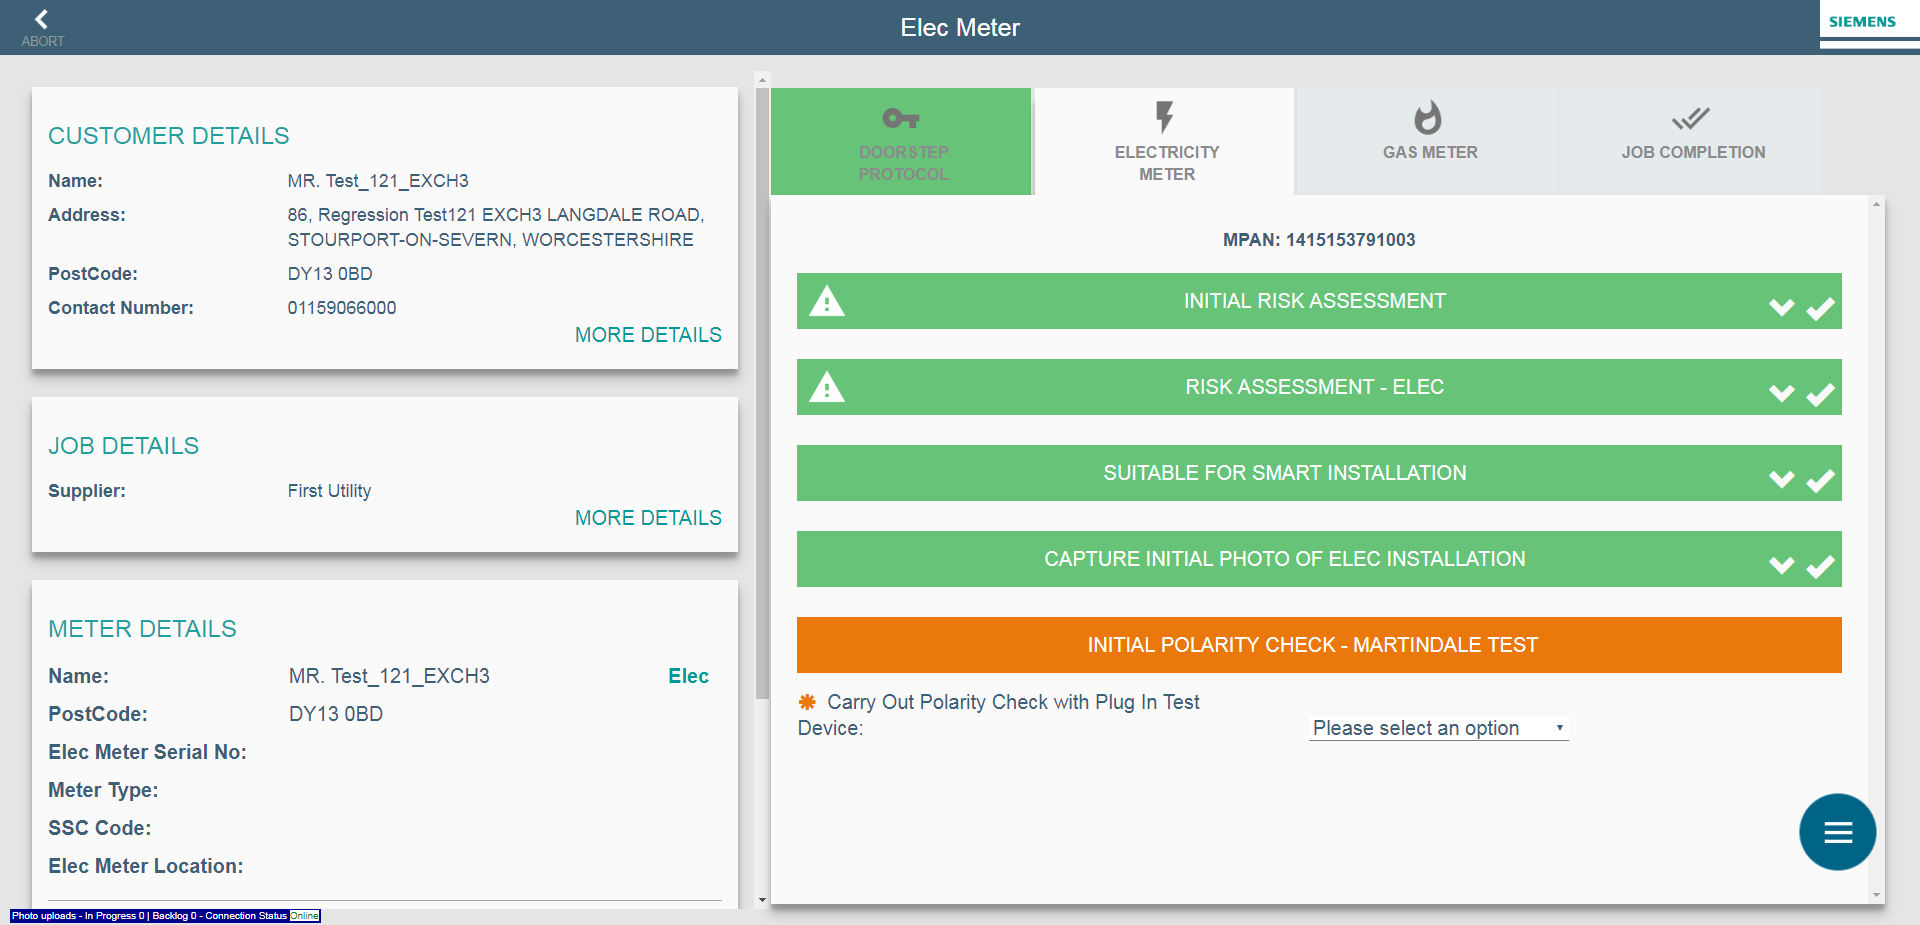 ABORT
Elec Meter
SIEMENS
CUSTOMER DETAILS
Name: MR. Test_121_EXCH3
Address: 86, Regression Test121 EXCH3 LANGDALE ROAD,
STOURPORT-ON-SEVERN, WORCESTERSHIRE
PostCode: DY13 0BD
Contact Number: 01159066000
MORE DETAILS
JOB DETAILS
Supplier: First Utility
MORE DETAILS
METER DETAILS
Name: MR. Test_121_EXCH3 Elec
PostCode: DY13 0BD
Elec Meter Serial No:
Meter Type:
SSC Code:
Elec Meter Location:
Photo uploads - In Progress 0 | Backlog 0 - Connection Status Online
DOORSTEP
PROTOCOL
ELECTRICITY
METER
GAS METER
JOB COMPLETION
MPAN: 1415153791003
INITIAL RISK ASSESSMENT
RISK ASSESSMENT - ELEC
SUITABLE FOR SMART INSTALLATION
CAPTURE INITIAL PHOTO OF ELEC INSTALLATION
INITIAL POLARITY CHECK - MARTINDALE TEST
Carry Out Polarity Check with Plug In Test
Device: Please select an option